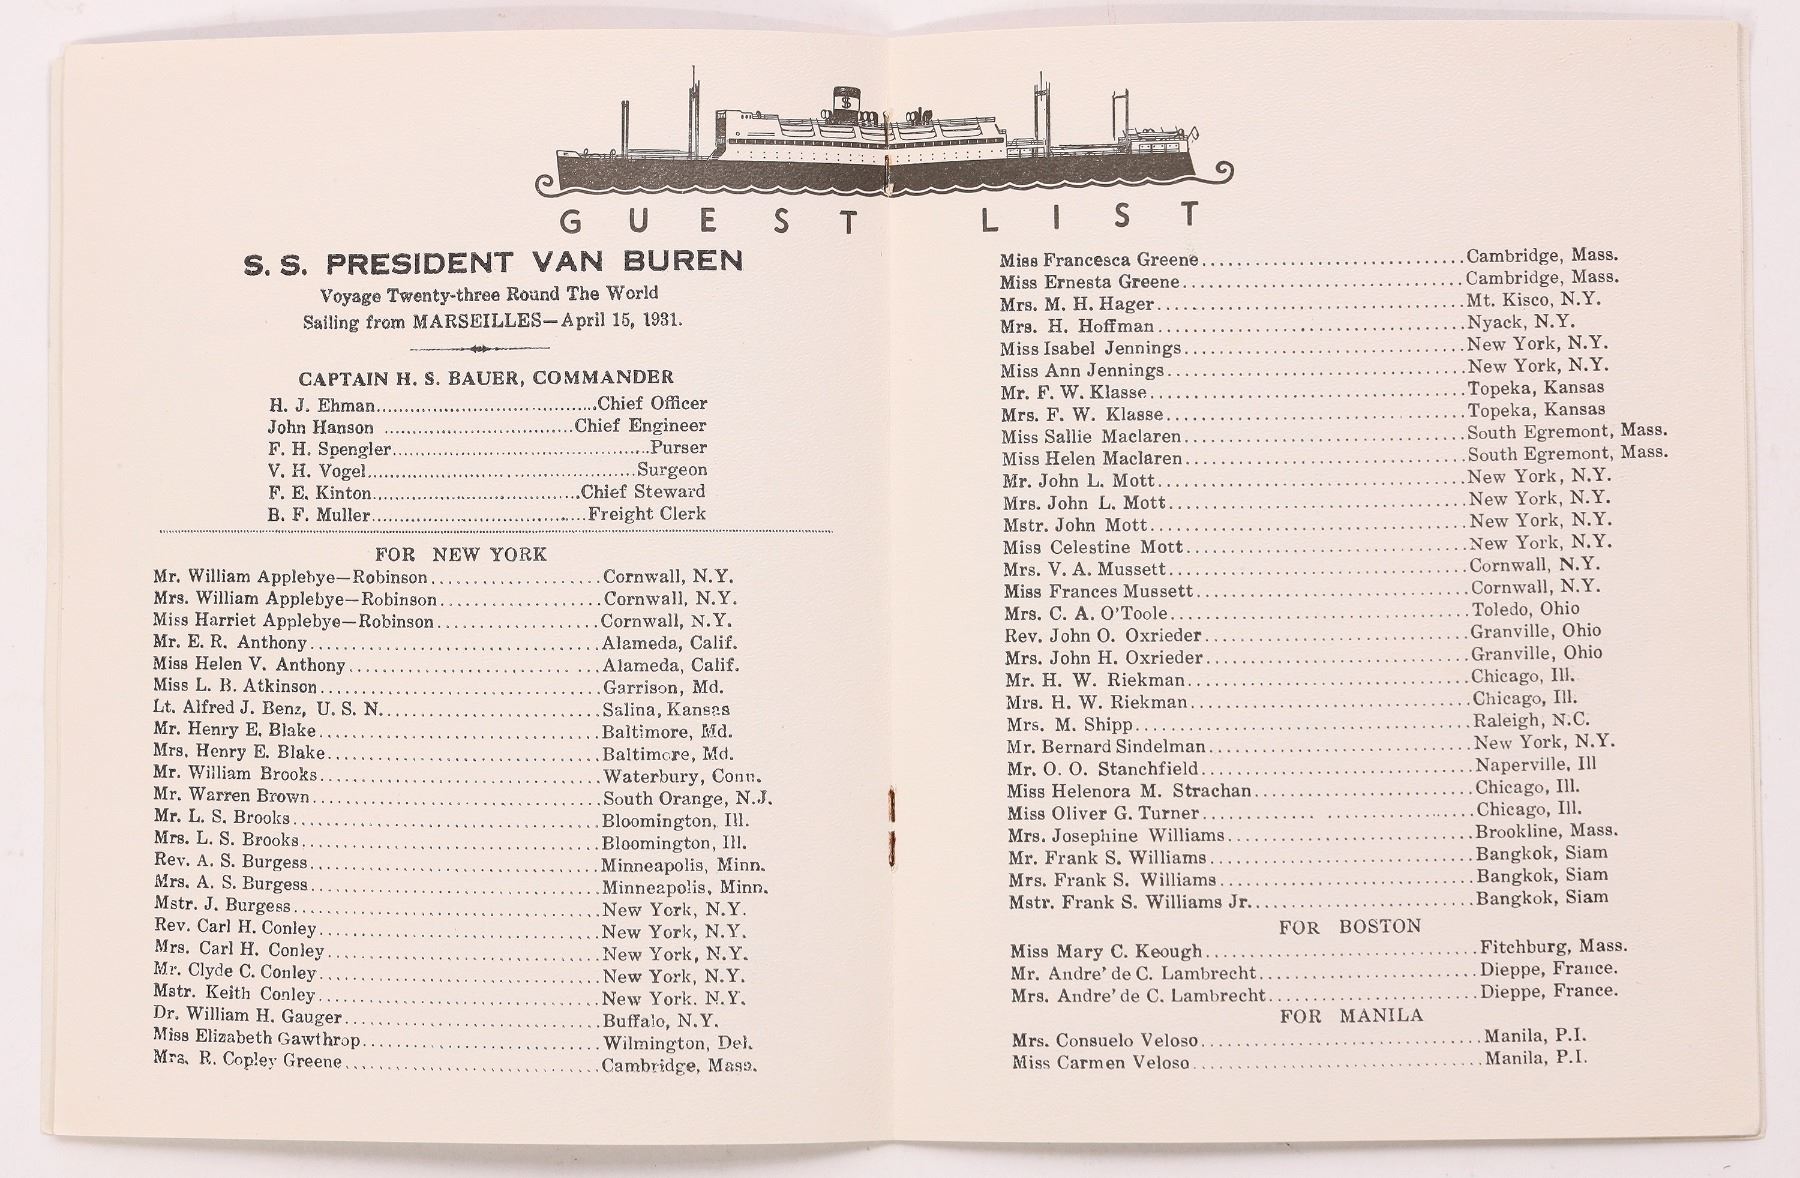 $
GUEST LIST
S. S. PRESIDENT VAN BUREN
Voyage Twenty-three Round The World
Sailing from MARSEILLES—April 15, 1931.
CAPTAIN H. S. BAUER, COMMANDER
H. J. Ehman........................................Chief Officer
John Hanson ..................................Chief Engineer
F. H. Spengler..............................................Purser
V. H. Vogel................................................Surgeon
F. E. Kinton.....................................Chief Steward
B. F. Muller......................................Freight Clerk
FOR NEW YORK
Mr. William Applebye—Robinson....................Cornwall, N.Y.
Mrs. William Applebye—Robinson...................Cornwall, N.Y.
Miss Harriet Applebye—Robinson...................Cornwall, N.Y.
Mr. E. R. Anthony.................................Alameda, Calif.
Miss Helen V. Anthony.............................Alameda, Calif.
Miss L. B. Atkinson................................Garrison, Md.
Lt. Alfred J. Benz, U. S. N.........................Salina, Kansas
Mr. Henry E. Blake................................Baltimore, Md.
Mrs. Henry E. Blake...............................Baltimore, Md.
Mr. William Brooks................................Waterbury, Conn.
Mr. Warren Brown.................................South Orange, N.J.
Mr. L. S. Brooks...................................Bloomington, Ill.
Mrs. L. S. Brooks..................................Bloomington, Ill.
Rev. A. S. Burgess.................................Minneapolis, Minn.
Mrs. A. S. Burgess.................................Minneapolis, Minn.
Mstr. J. Burgess...................................New York, N.Y.
Rev. Carl H. Conley................................New York, N.Y.
Mrs. Carl H. Conley...............................New York, N.Y.
Mr. Clyde C. Conley................................New York, N.Y.
Mstr. Keith Conley................................New York. N.Y.
Dr. William H. Gauger.............................Buffalo, N.Y.
Miss Elizabeth Gawthrop...........................Wilmington, Del.
Mrs. R. Copley Greene.............................Cambridge, Mass.
Miss Francesca Greene..............................Cambridge, Mass.
Miss Ernesta Greene................................Cambridge, Mass.
Mrs. M. H. Hager...................................Mt. Kisco, N.Y.
Mrs. H. Hoffman...................................Nyack, N.Y.
Miss Isabel Jennings................................New York, N.Y.
Miss Ann Jennings..................................New York, N.Y.
Mr. F. W. Klasse....................................Topeka, Kansas
Mrs. F. W. Klasse..................................Topeka, Kansas
Miss Sallie Maclaren................................South Egremont, Mass.
Miss Helen Maclaren................................South Egremont, Mass.
Mr. John L. Mott...................................New York, N.Y.
Mrs. John L. Mott..................................New York, N.Y.
Mstr. John Mott....................................New York, N.Y.
Miss Celestine Mott................................New York, N.Y.
Mrs. V. A. Mussett..................................Cornwall, N.Y.
Miss Frances Mussett...............................Cornwall, N.Y.
Mrs. C. A. O'Toole..................................Toledo, Ohio
Rev. John O. Oxrieder..............................Granville, Ohio
Mrs. John H. Oxrieder..............................Granville, Ohio
Mr. H. W. Riekman................................Chicago, Ill.
Mrs. H. W. Riekman................................Chicago, Ill.
Mrs. M. Shipp......................................Raleigh, N.C.
Mr. Bernard Sindelman..............................New York, N.Y.
Mr. O. O. Stanchfield...............................Naperville, Ill
Miss Helenora M. Strachan.........................Chicago, Ill.
Miss Oliver G. Turner..............................Chicago, Ill.
Mrs. Josephine Williams............................Brookline, Mass.
Mr. Frank S. Williams..............................Bangkok, Siam
Mrs. Frank S. Williams.............................Bangkok, Siam
Mstr. Frank S. Williams Jr..........................Bangkok, Siam
FOR BOSTON
Miss Mary C. Keough...............................Fitchburg, Mass.
Mr. Andre' de C. Lambrecht.........................Dieppe, France.
Mrs. Andre' de C. Lambrecht........................Dieppe, France.
FOR MANILA
Mrs. Consuelo Veloso................................Manila, P.I.
Miss Carmen Veloso.................................Manila, P.I.